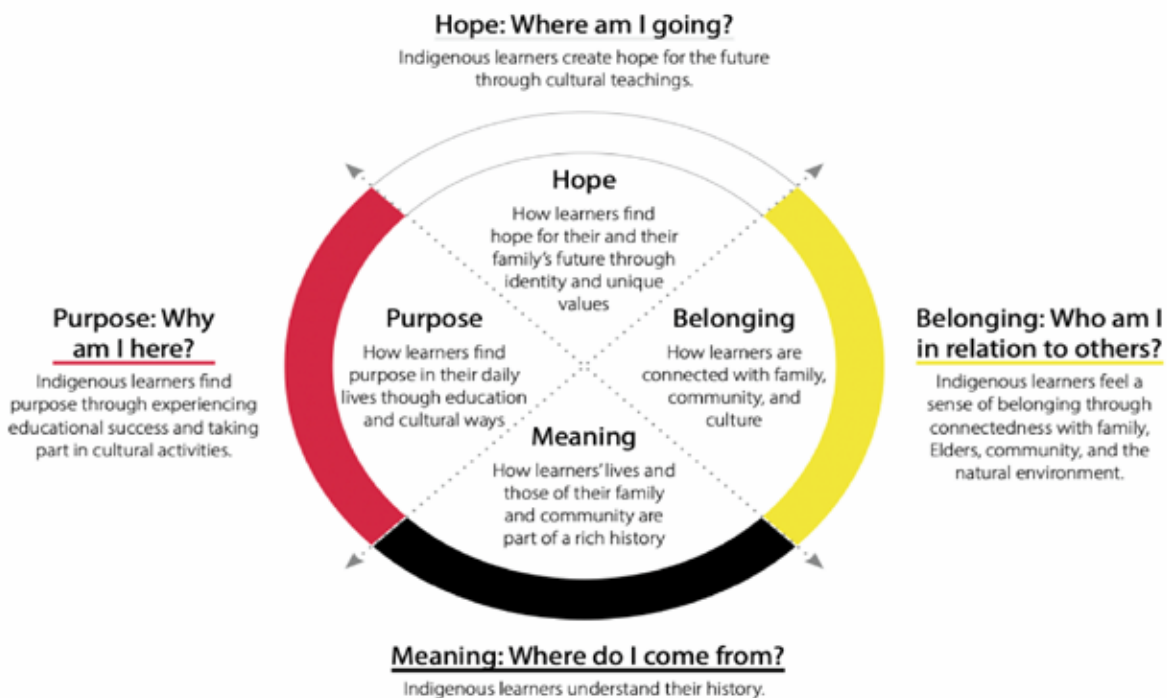 Hope: Where am I going?
Indigenous learners create hope for the future
through cultural teachings.
Hope
How learners find
hope for their and their
family's future through
identity and unique
values
Purpose: Why
am I here?
Indigenous learners find
purpose through experiencing
educational success and taking
part in cultural activities.
Purpose
How learners find
purpose in their daily
lives though education
and cultural ways
Belonging
How learners are
connected with family,
community, and
culture
Belonging: Who am I
in relation to others?
Indigenous learners feel a
sense of belonging through
connectedness with family,
Elders, community, and the
natural environment.
Meaning
How learners' lives and
those of their family
and community are
part of a rich history
Meaning: Where do I come from?
Indigenous learners understand their history.